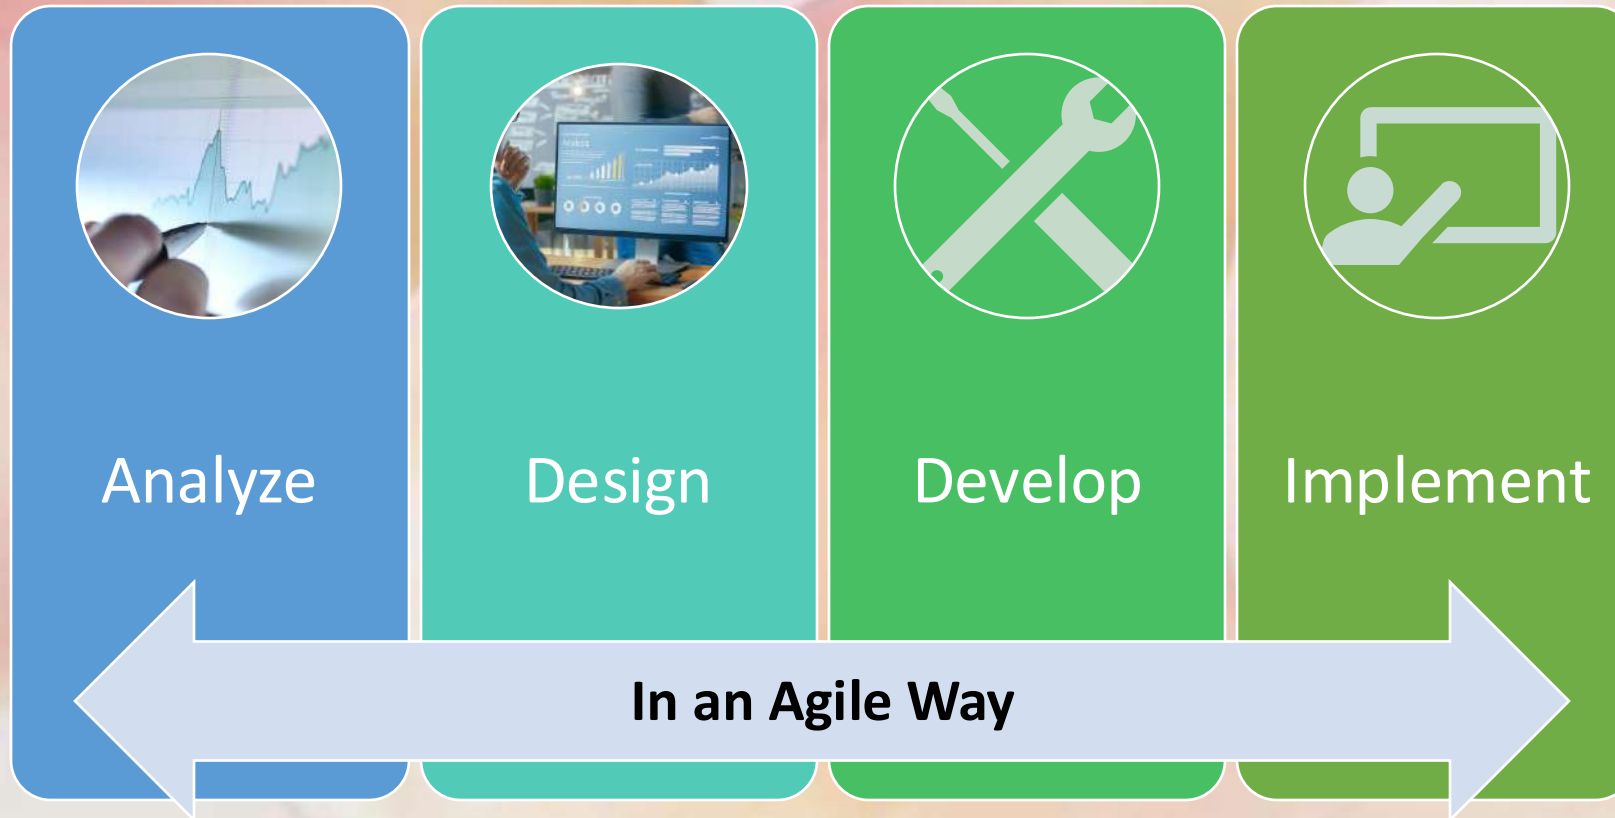 Analyze
Design
Develop
Implement
In an Agile Way